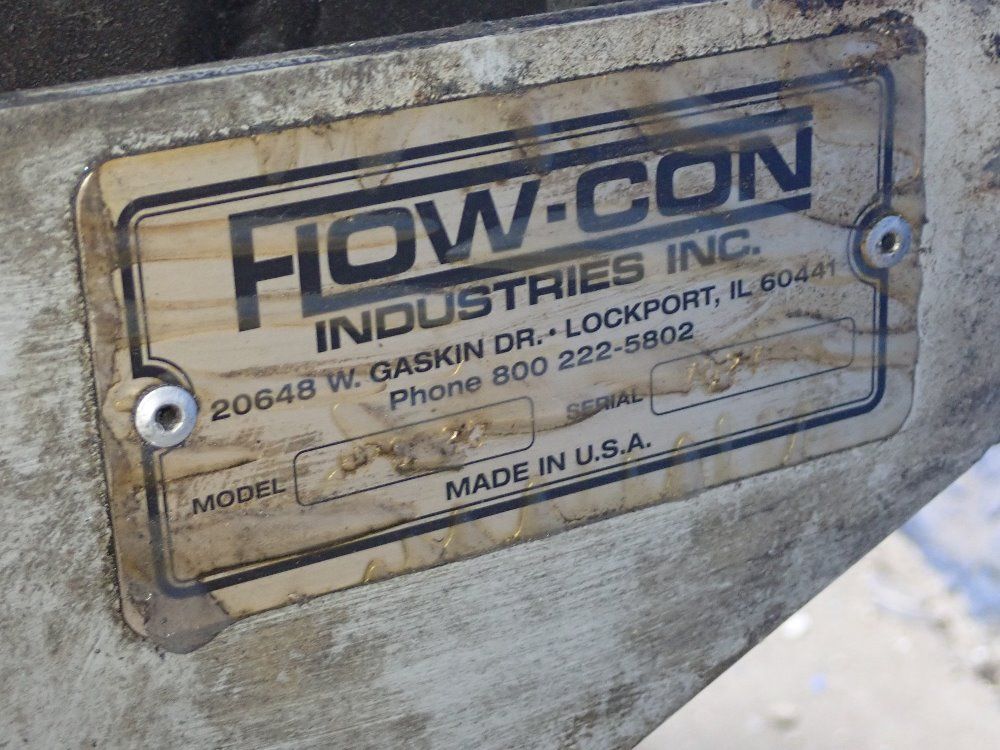 FLOW-CON
INDUSTRIES INC.
20648 W. GASKIN DR. • LOCKPORT, IL 60441
Phone 800 222-5802
MODEL SERIAL
MADE IN U.S.A.